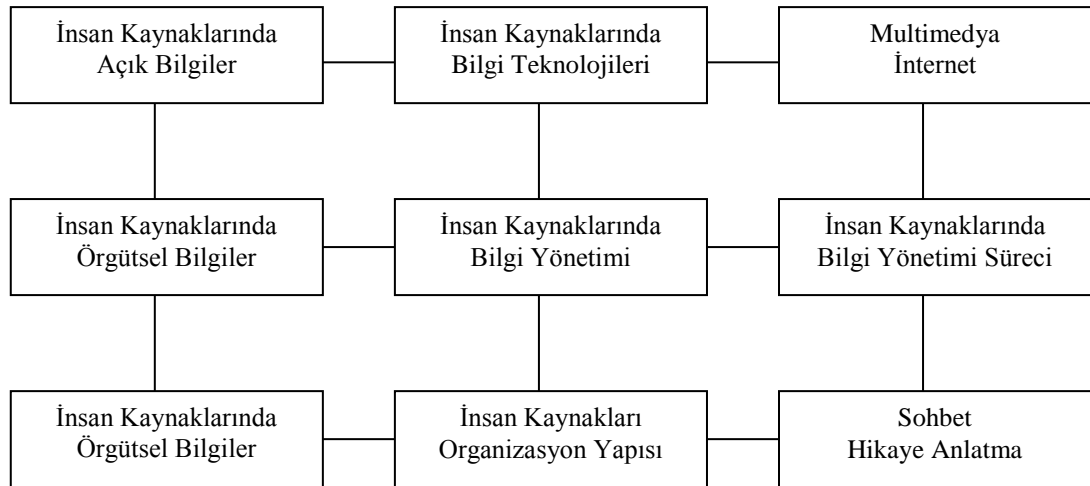 İnsan Kaynaklarında
Açık Bilgiler
İnsan Kaynaklarında
Bilgi Teknolojileri
Multimedya
İnternet
İnsan Kaynaklarında
Örgütsel Bilgiler
İnsan Kaynaklarında
Bilgi Yönetimi
İnsan Kaynaklarında
Bilgi Yönetimi Süreci
İnsan Kaynaklarında
Örgütsel Bilgiler
İnsan Kaynakları
Organizasyon Yapısı
Sohbet
Hikaye Anlatma